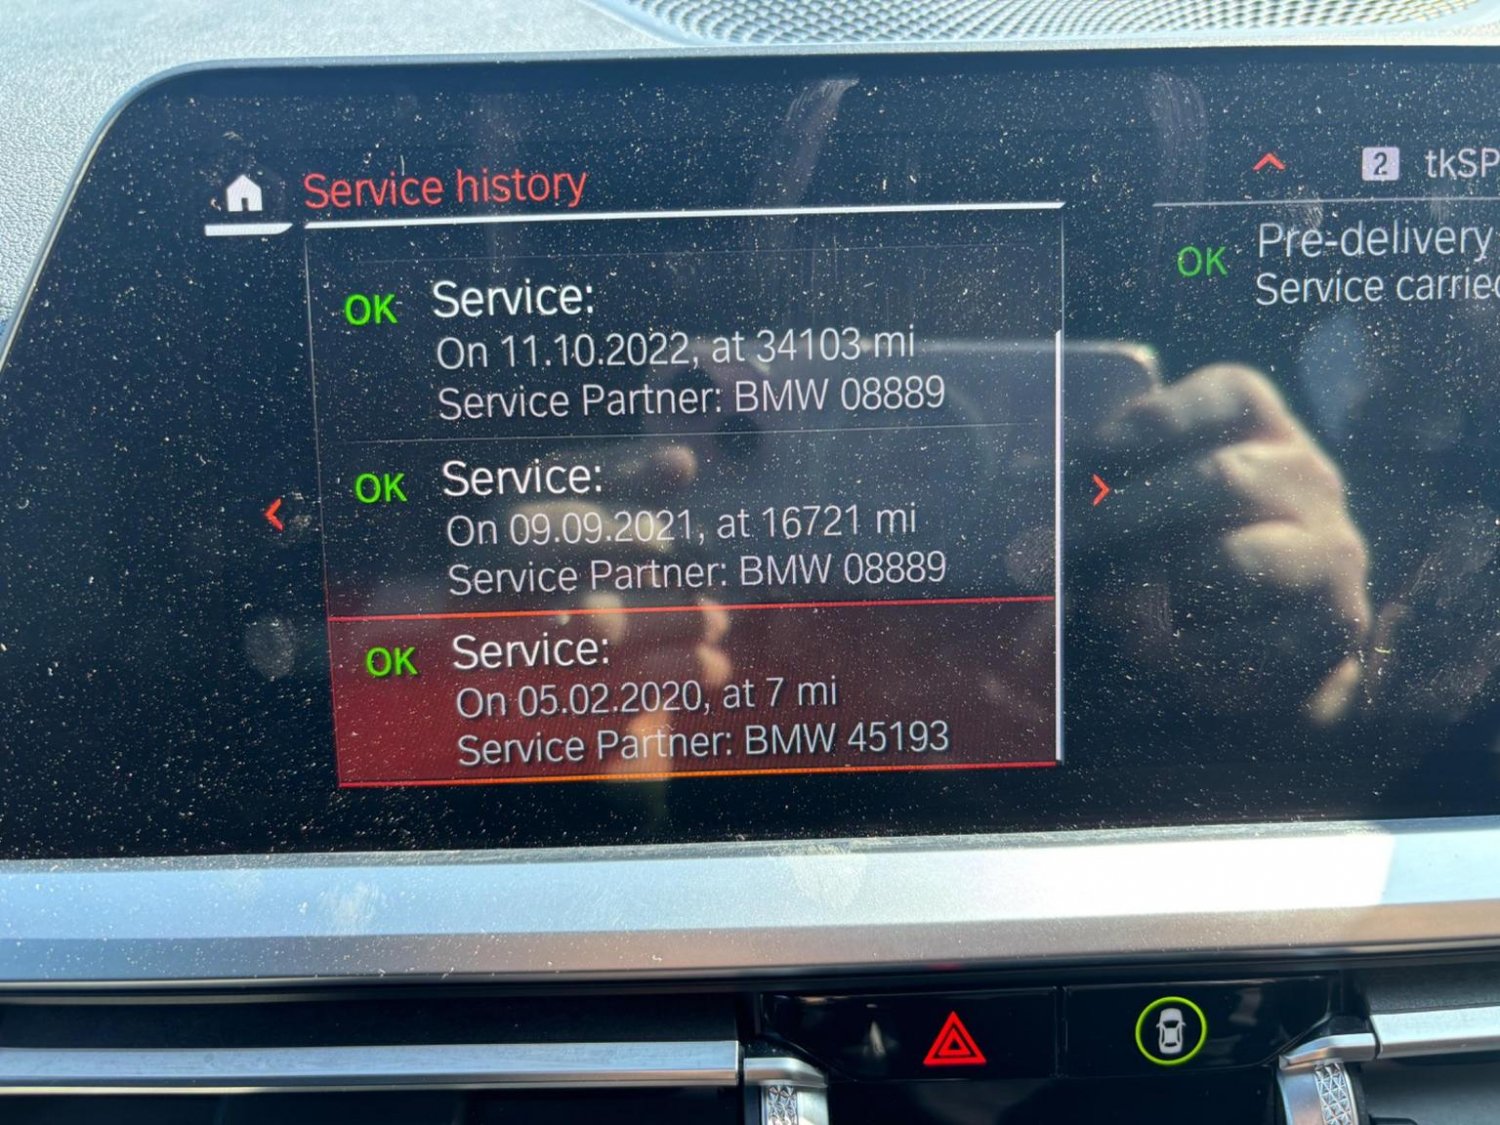 Service history
OK Service:
On 11.10.2022, at 34103 mi
Service Partner: BMW 08889
OK Service:
On 09.09.2021, at 16721 mi
Service Partner: BMW 08889
OK Service:
On 05.02.2020, at 7 mi
Service Partner: BMW 45193
2 tkSP
OK Pre-delivery
Service carrie